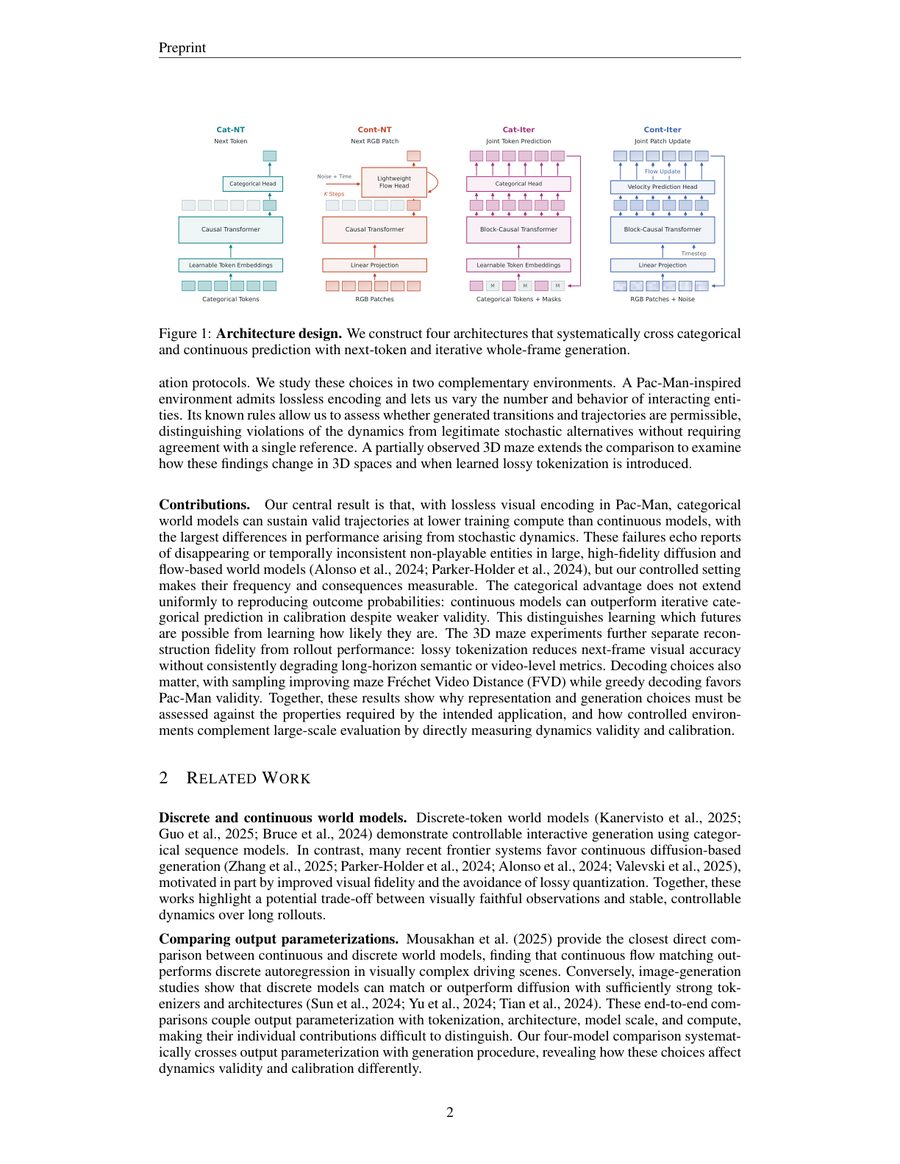 Preprint
Cat-NT
Next Token
Categorical Head
Causal Transformer
Learnable Token Embeddings
Categorical Tokens
Cont-NT
Next RGB Patch
Noise + Time
Lightweight
Flow Head
K Steps
Causal Transformer
Linear Projection
RGB Patches
Cat-Iter
Joint Token Prediction
Categorical Head
Block-Causal Transformer
Learnable Token Embeddings
M M M
Categorical Tokens + Masks
Cont-Iter
Joint Patch Update
Flow Update
Velocity Prediction Head
Block-Causal Transformer
Timestep
Linear Projection
RGB Patches + Noise
Figure 1: Architecture design. We construct four architectures that systematically cross categorical
and continuous prediction with next-token and iterative whole-frame generation.
ation protocols. We study these choices in two complementary environments. A Pac-Man-inspired
environment admits lossless encoding and lets us vary the number and behavior of interacting enti-
ties. Its known rules allow us to assess whether generated transitions and trajectories are permissible,
distinguishing violations of the dynamics from legitimate stochastic alternatives without requiring
agreement with a single reference. A partially observed 3D maze extends the comparison to examine
how these findings change in 3D spaces and when learned lossy tokenization is introduced.
Contributions. Our central result is that, with lossless visual encoding in Pac-Man, categorical
world models can sustain valid trajectories at lower training compute than continuous models, with
the largest differences in performance arising from stochastic dynamics. These failures echo reports
of disappearing or temporally inconsistent non-playable entities in large, high-fidelity diffusion and
flow-based world models (Alonso et al., 2024; Parker-Holder et al., 2024), but our controlled setting
makes their frequency and consequences measurable. The categorical advantage does not extend
uniformly to reproducing outcome probabilities: continuous models can outperform iterative cate-
gorical prediction in calibration despite weaker validity. This distinguishes learning which futures
are possible from learning how likely they are. The 3D maze experiments further separate recon-
struction fidelity from rollout performance: lossy tokenization reduces next-frame visual accuracy
without consistently degrading long-horizon semantic or video-level metrics. Decoding choices also
matter, with sampling improving maze Fréchet Video Distance (FVD) while greedy decoding favors
Pac-Man validity. Together, these results show why representation and generation choices must be
assessed against the properties required by the intended application, and how controlled environ-
ments complement large-scale evaluation by directly measuring dynamics validity and calibration.
2 RELATED WORK
Discrete and continuous world models. Discrete-token world models (Kanervisto et al., 2025;
Guo et al., 2025; Bruce et al., 2024) demonstrate controllable interactive generation using categor-
ical sequence models. In contrast, many recent frontier systems favor continuous diffusion-based
generation (Zhang et al., 2025; Parker-Holder et al., 2024; Alonso et al., 2024; Valevski et al., 2025),
motivated in part by improved visual fidelity and the avoidance of lossy quantization. Together, these
works highlight a potential trade-off between visually faithful observations and stable, controllable
dynamics over long rollouts.
Comparing output parameterizations. Mousakhan et al. (2025) provide the closest direct com-
parison between continuous and discrete world models, finding that continuous flow matching out-
performs discrete autoregression in visually complex driving scenes. Conversely, image-generation
studies show that discrete models can match or outperform diffusion with sufficiently strong tok-
enizers and architectures (Sun et al., 2024; Yu et al., 2024; Tian et al., 2024). These end-to-end com-
parisons couple output parameterization with tokenization, architecture, model scale, and compute,
making their individual contributions difficult to distinguish. Our four-model comparison systemat-
ically crosses output parameterization with generation procedure, revealing how these choices affect
dynamics validity and calibration differently.
2